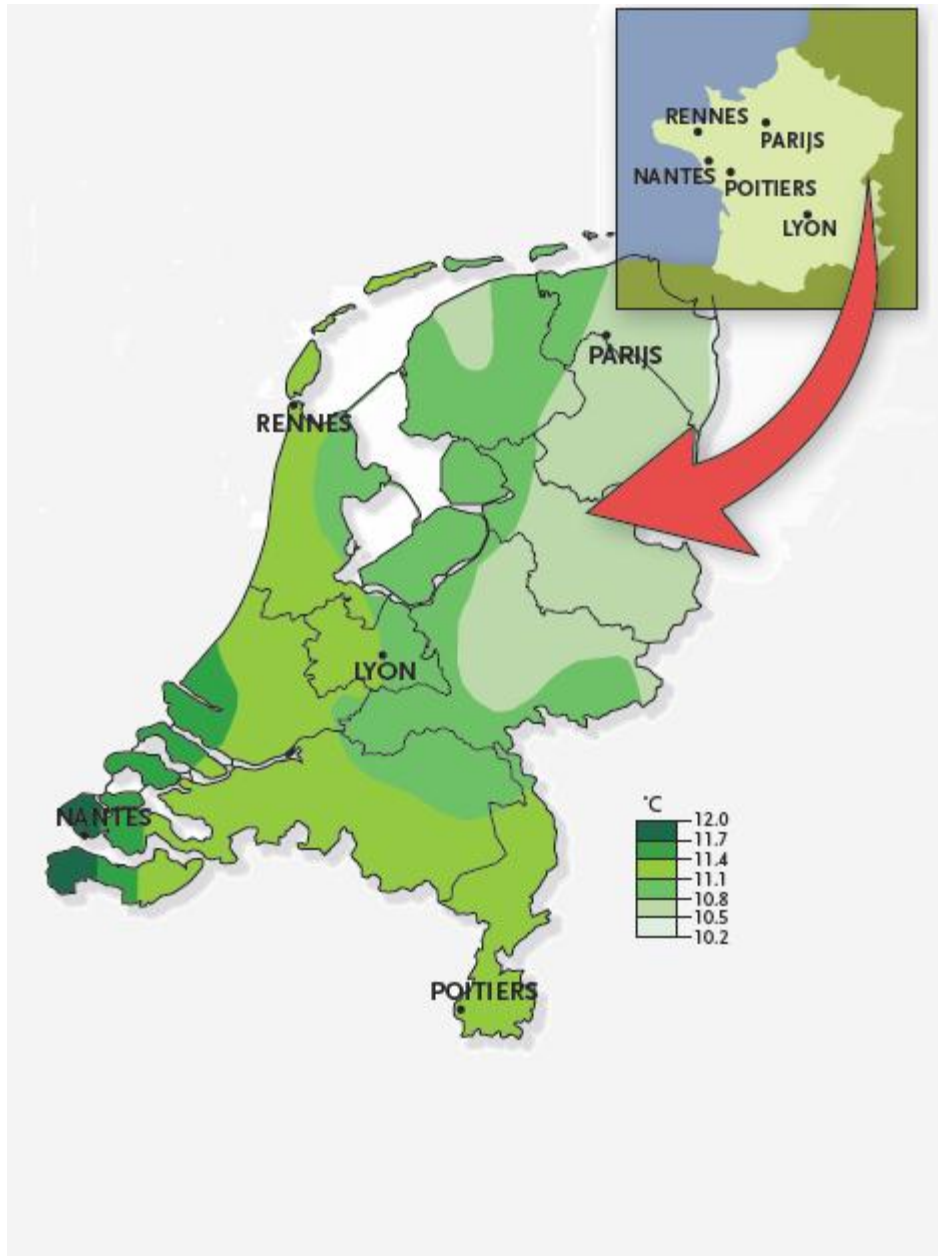 RENNES
PARIJS
NANTES
POITIERS
LYON
PARIJS
RENNES
LYON
NANTES
°C
12.0
11.7
11.4
11.1
10.8
10.5
10.2
POITIERS